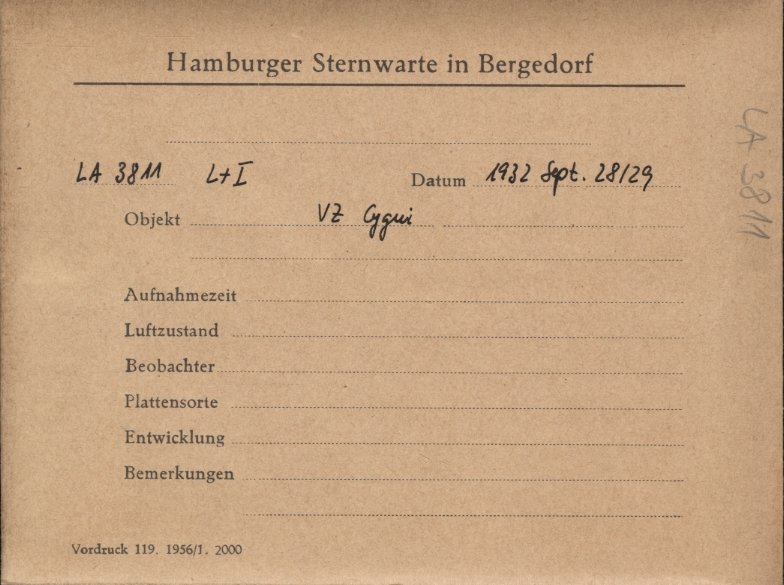 Hamburger Sternwarte in Bergedorf
LA 3811 L+I Datum 1932 Sept. 28/29
Objekt VZ Cygni
Aufnahmezeit
Luftzustand
Beobachter
Plattensorte
Entwicklung
Bemerkungen
Vordruck 119. 1956/1. 2000
LA 3811